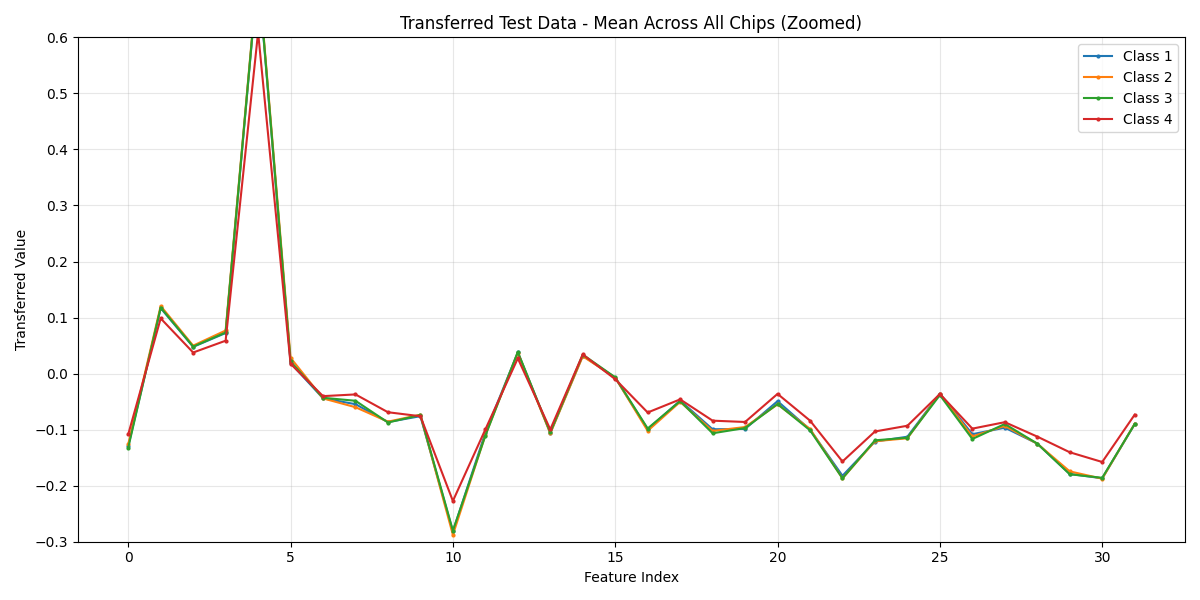 Transferred Test Data - Mean Across All Chips (Zoomed)
Transferred Value
0.6
0.5
0.4
0.3
0.2
0.1
0.0
−0.1
−0.2
−0.3
Class 1
Class 2
Class 3
Class 4
0 5 10 15 20 25 30
Feature Index